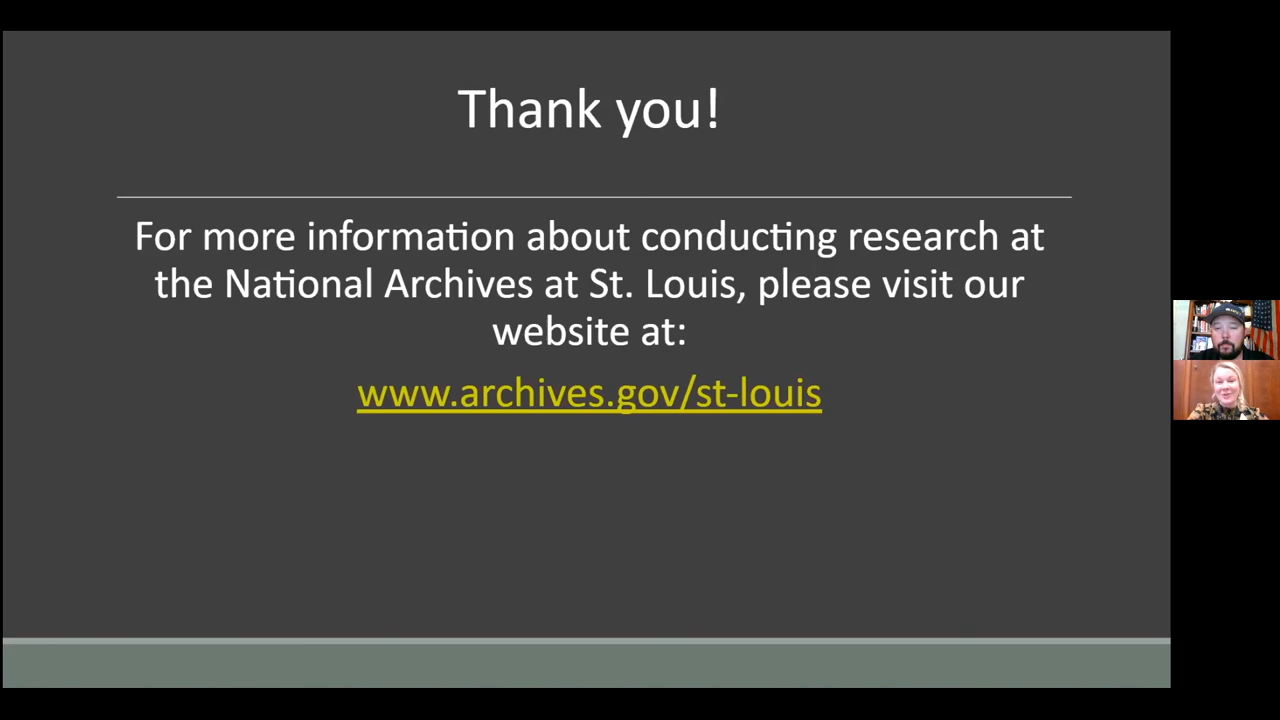 Thank you!
For more information about conducting research at
the National Archives at St. Louis, please visit our
website at:
www.archives.gov/st-louis